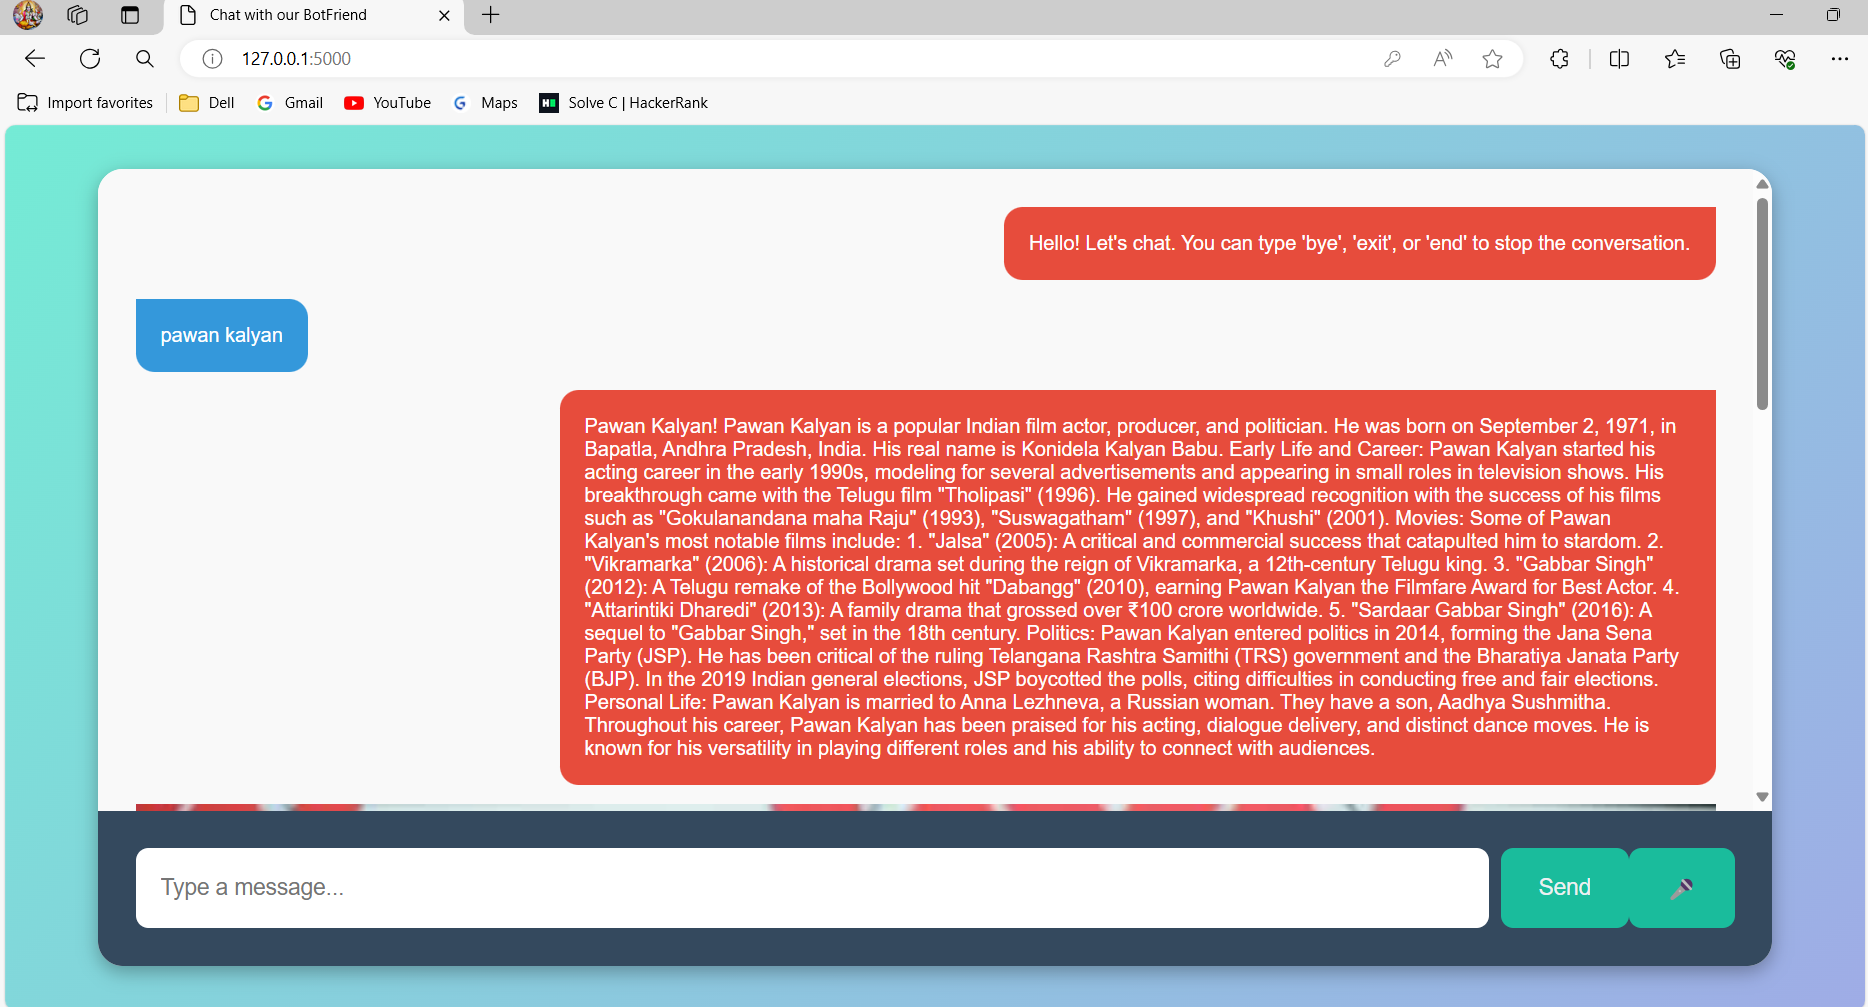 Chat with our BotFriend
127.0.0.1:5000
Import favorites
Dell
Gmail
YouTube
Maps
Solve C | HackerRank
Hello! Let's chat. You can type 'bye', 'exit', or 'end' to stop the conversation.
pawan kalyan
Pawan Kalyan! Pawan Kalyan is a popular Indian film actor, producer, and politician. He was born on September 2, 1971, in
Bapatla, Andhra Pradesh, India. His real name is Konidela Kalyan Babu. Early Life and Career: Pawan Kalyan started his
acting career in the early 1990s, modeling for several advertisements and appearing in small roles in television shows. His
breakthrough came with the Telugu film "Tholipasi" (1996). He gained widespread recognition with the success of his films
such as "Gokulanandana maha Raju" (1993), "Suswagatham" (1997), and "Khushi" (2001). Movies: Some of Pawan
Kalyan's most notable films include: 1. "Jalsa" (2005): A critical and commercial success that catapulted him to stardom. 2.
"Vikramarka" (2006): A historical drama set during the reign of Vikramarka, a 12th-century Telugu king. 3. "Gabbar Singh"
(2012): A Telugu remake of the Bollywood hit "Dabangg" (2010), earning Pawan Kalyan the Filmfare Award for Best Actor. 4.
"Attarintiki Dharedi" (2013): A family drama that grossed over ₹100 crore worldwide. 5. "Sardaar Gabbar Singh" (2016): A
sequel to "Gabbar Singh," set in the 18th century. Politics: Pawan Kalyan entered politics in 2014, forming the Jana Sena
Party (JSP). He has been critical of the ruling Telangana Rashtra Samithi (TRS) government and the Bharatiya Janata Party
(BJP). In the 2019 Indian general elections, JSP boycotted the polls, citing difficulties in conducting free and fair elections.
Personal Life: Pawan Kalyan is married to Anna Lezhneva, a Russian woman. They have a son, Aadhya Sushmitha.
Throughout his career, Pawan Kalyan has been praised for his acting, dialogue delivery, and distinct dance moves. He is
known for his versatility in playing different roles and his ability to connect with audiences.
Type a message...
Send